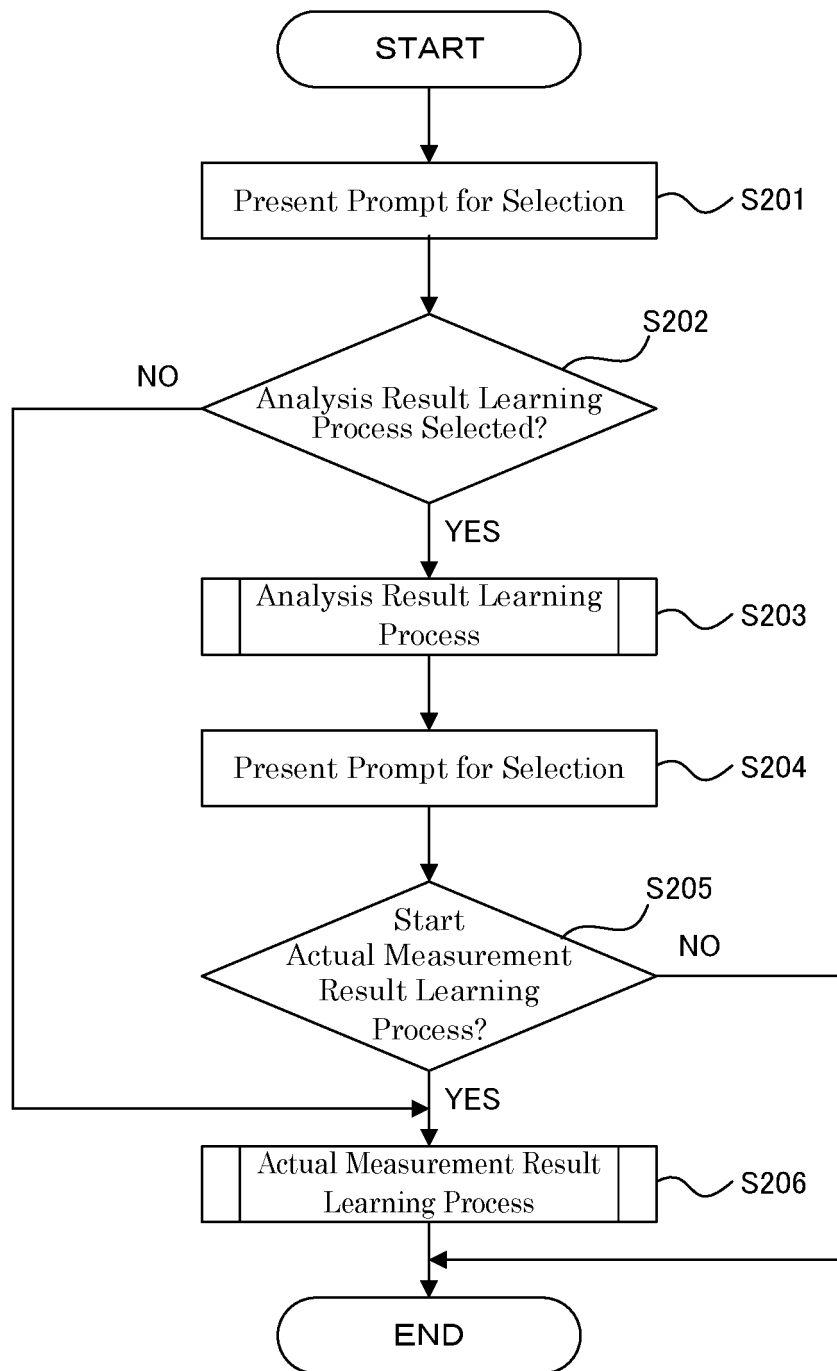 START
Present Prompt for Selection
S201
S202
NO
Analysis Result Learning
Process Selected?
YES
Analysis Result Learning
Process
S203
Present Prompt for Selection
S204
S205
Start
Actual Measurement
Result Learning
Process?
NO
YES
Actual Measurement Result
Learning Process
S206
END